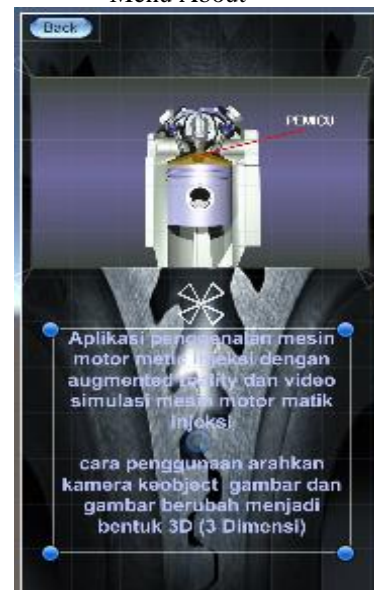 Menu About
Back
PEMICU
Aplikasi pengenalan mesin
motor matic injeksi dengan
augmented reality dan video
simulasi mesin motor matik
injeksi
cara penggunaan arahkan
kamera keobject gambar dan
gambar berubah menjadi
bentuk 3D (3 Dimensi)